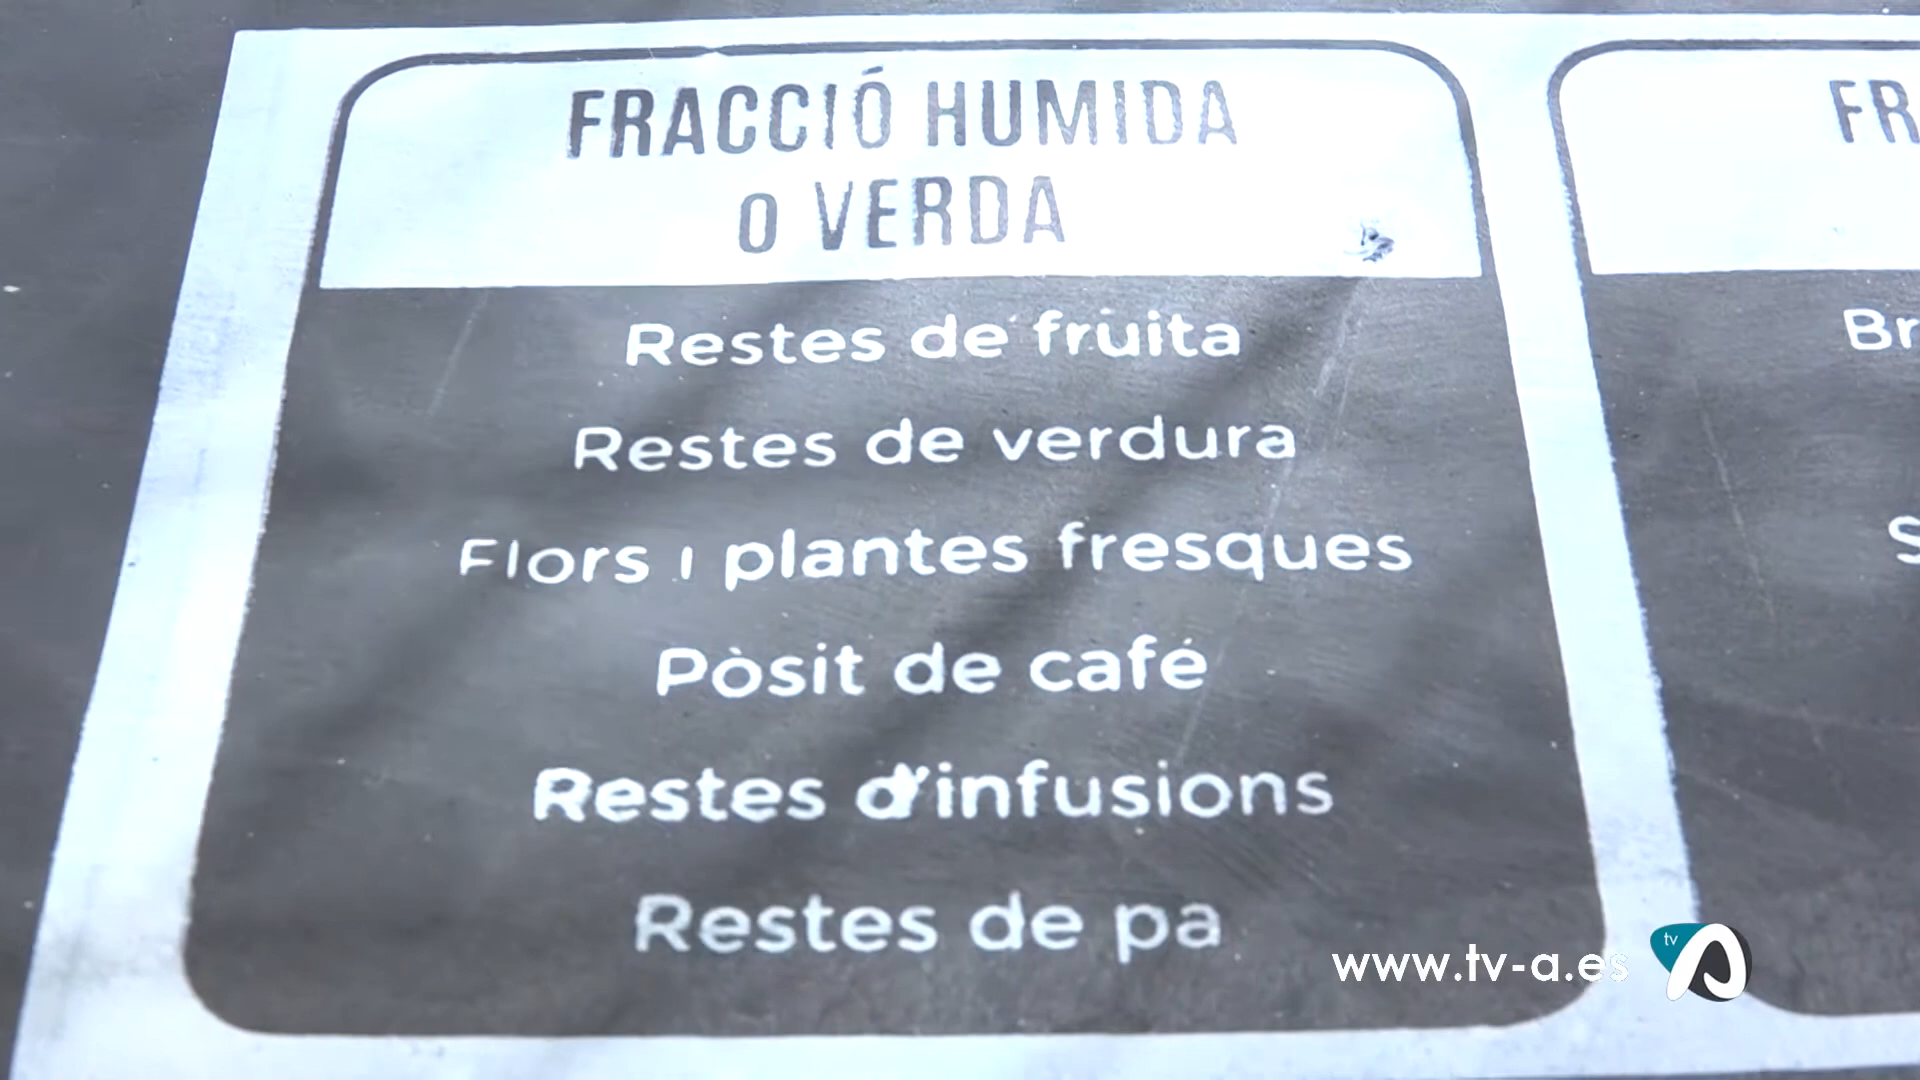 FRACCIÓ HUMIDA
O VERDA
Restes de fruita
Restes de verdura
Flors i plantes fresques
Pòsit de café
Restes d'infusions
Restes de pa
FR
Br
S
www.tv-a.es
tv